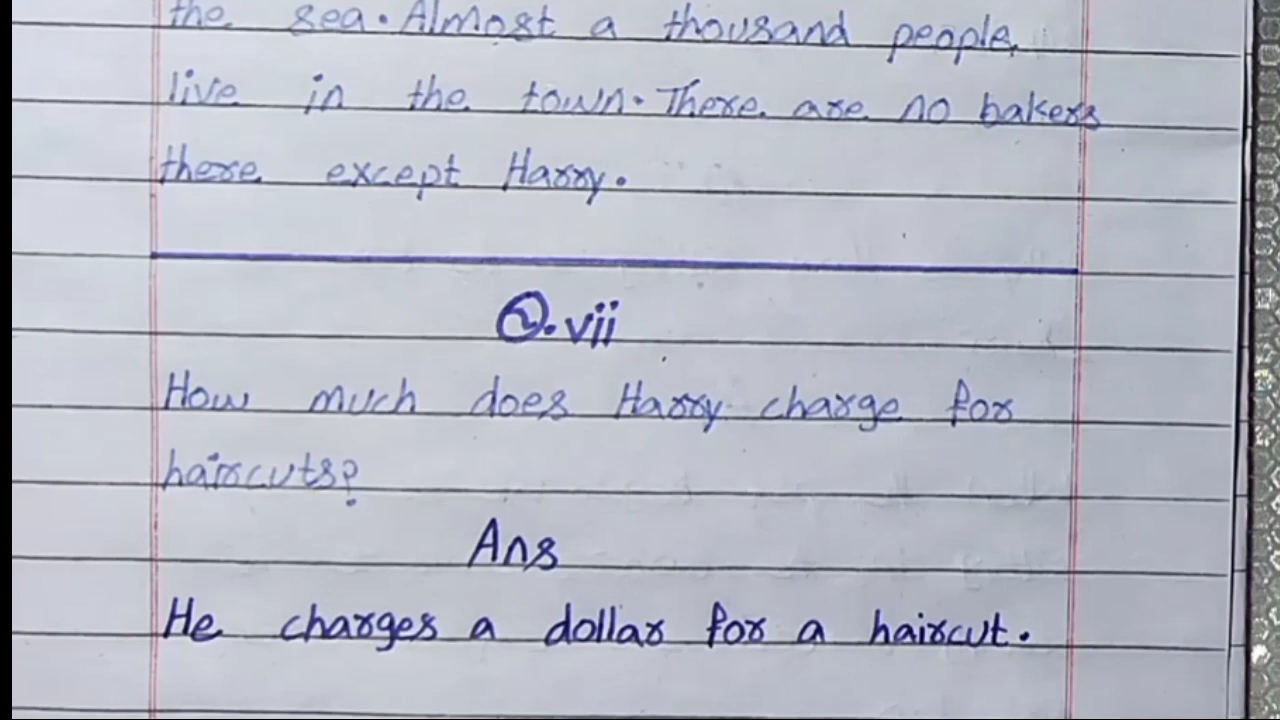 the sea. Almost a thousand people
live in the town. There are no bakers
there except Harry.
Q.vii
How much does Harry charge for
haircuts?
Ans
He charges a dollar for a haircut.